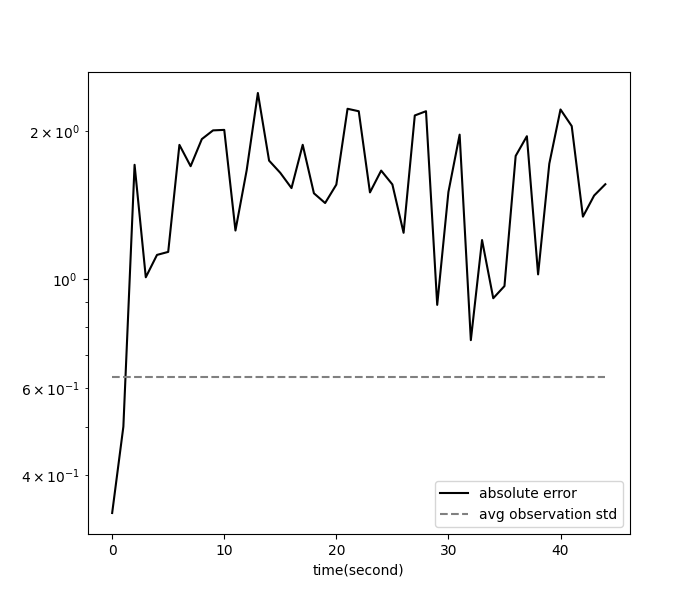 2 × 10⁰
10⁰
6 × 10⁻¹
4 × 10⁻¹
0 10 20 30 40
time(second)
absolute error
avg observation std